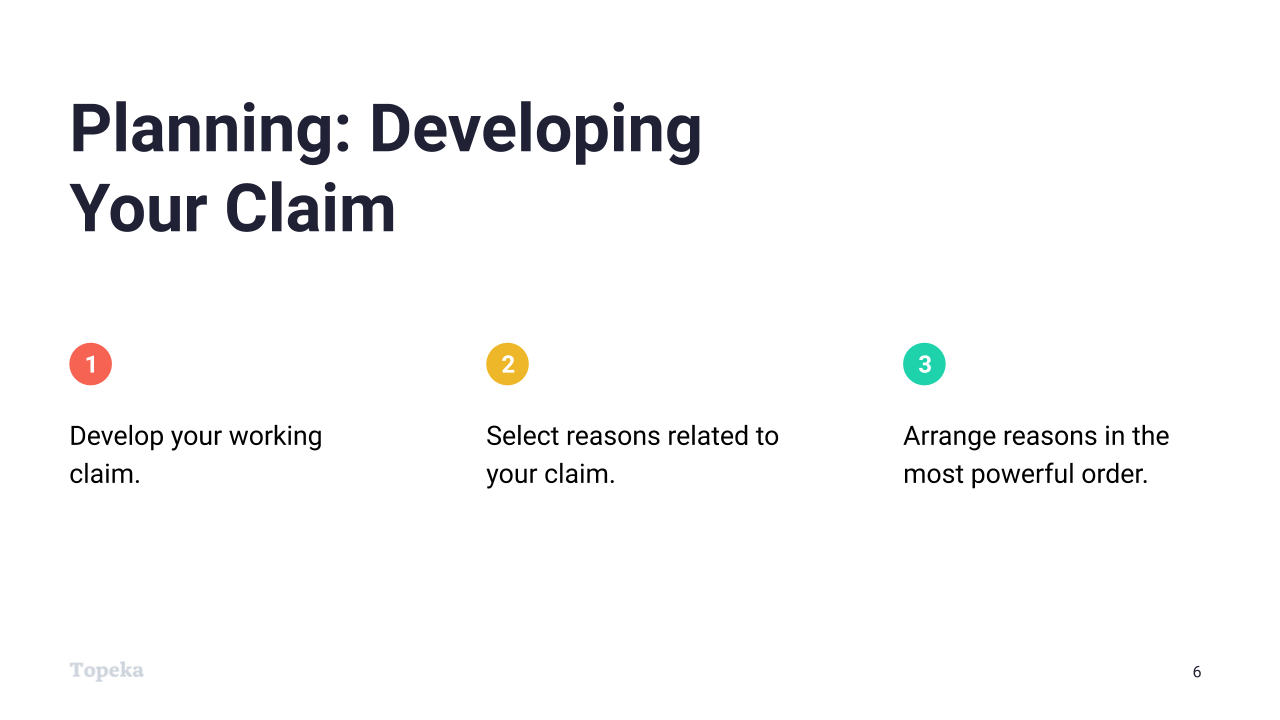 Planning: Developing
Your Claim
1
Develop your working
claim.
2
Select reasons related to
your claim.
3
Arrange reasons in the
most powerful order.
Topeka
6